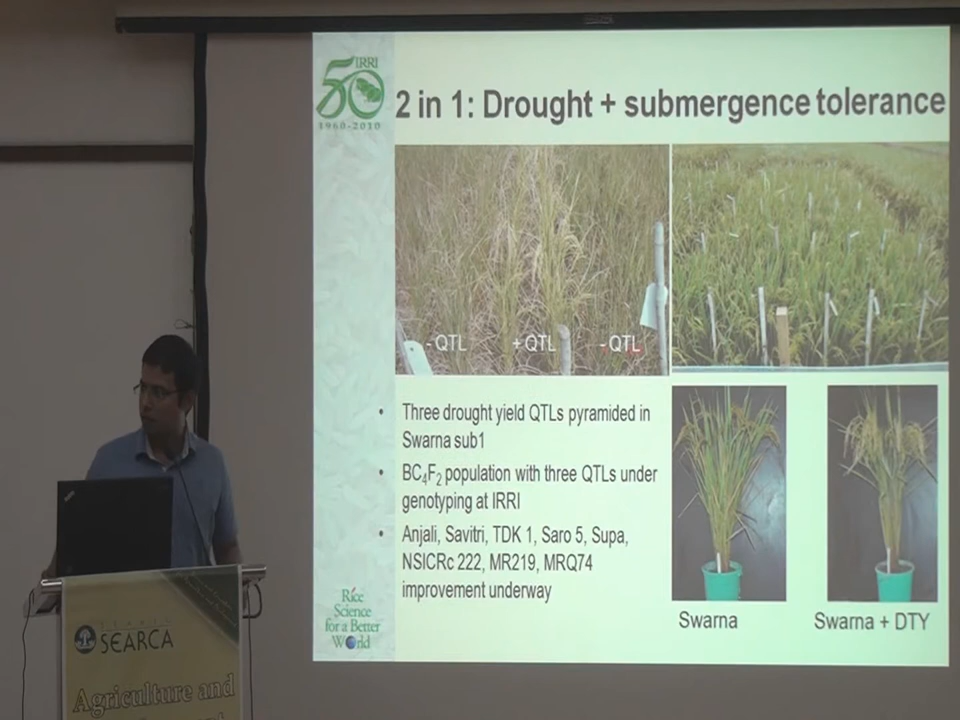 IRRI
50
1960-2010
2 in 1: Drought + submergence tolerance
- QTL
+ QTL
- QTL
• Three drought yield QTLs pyramided in
Swarna sub1
• BC4F2 population with three QTLs under
genotyping at IRRI
• Anjali, Savitri, TDK 1, Saro 5, Supa,
NSICRc 222, MR219, MRQ74
improvement underway
Swarna
Swarna + DTY
Rice
Science
for a Better
World
SEARCA
Agriculture and